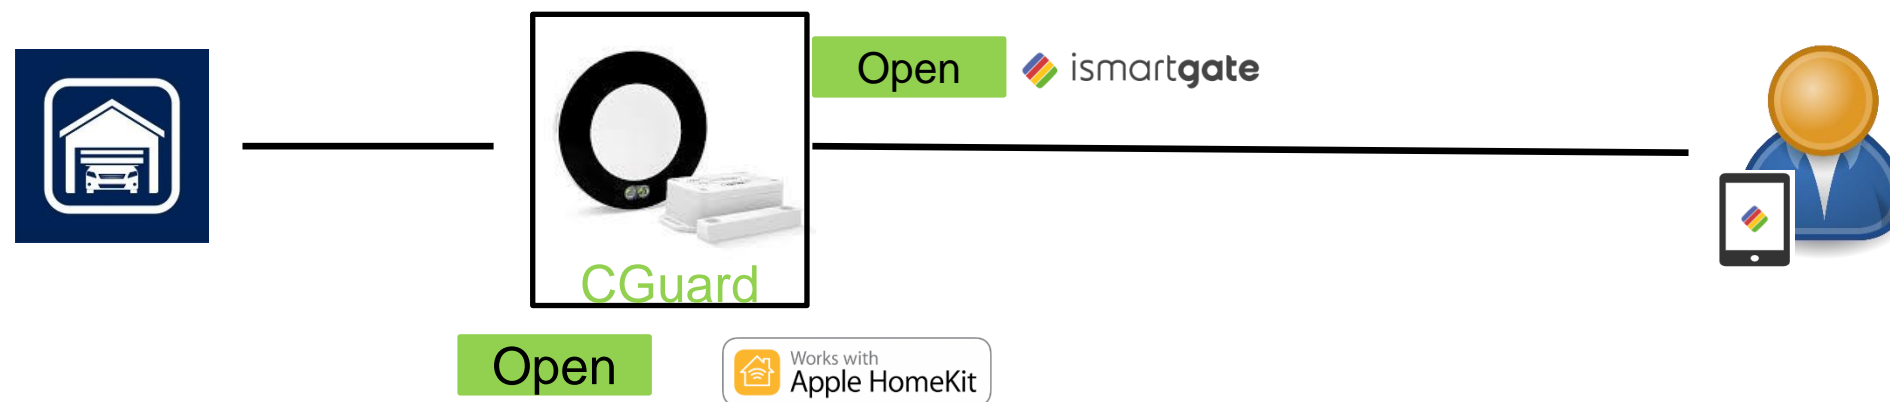 Open
ismartgate
CGuard
Open
Works with
Apple HomeKit